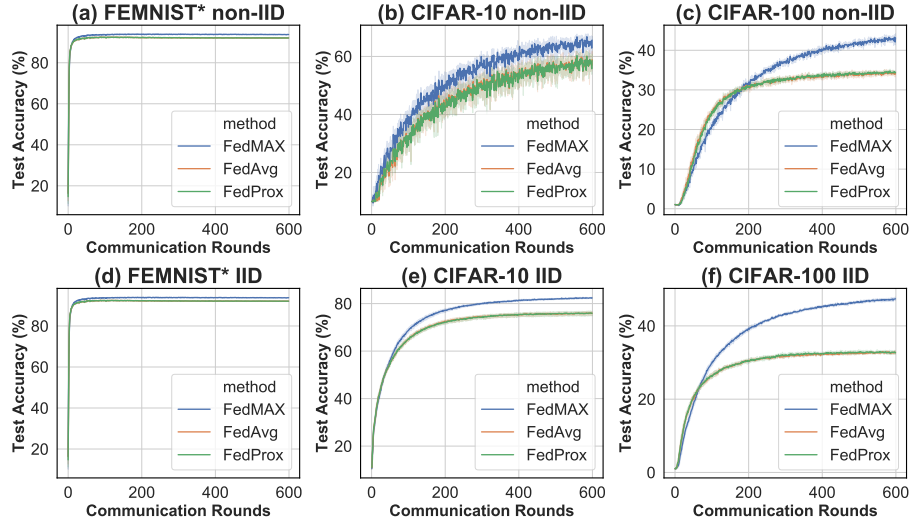 (a) FEMNIST* non-IID
Test Accuracy (%)
80
60
40
20
method
FedMAX
FedAvg
FedProx
0 200 400 600
Communication Rounds
(b) CIFAR-10 non-IID
Test Accuracy (%)
60
40
20
method
FedMAX
FedAvg
FedProx
0 200 400 600
Communication Rounds
(c) CIFAR-100 non-IID
Test Accuracy (%)
40
30
20
10
0
method
FedMAX
FedAvg
FedProx
0 200 400 600
Communication Rounds
(d) FEMNIST* IID
Test Accuracy (%)
80
60
40
20
method
FedMAX
FedAvg
FedProx
0 200 400 600
Communication Rounds
(e) CIFAR-10 IID
Test Accuracy (%)
80
60
40
20
method
FedMAX
FedAvg
FedProx
0 200 400 600
Communication Rounds
(f) CIFAR-100 IID
Test Accuracy (%)
40
20
0
method
FedMAX
FedAvg
FedProx
0 200 400 600
Communication Rounds